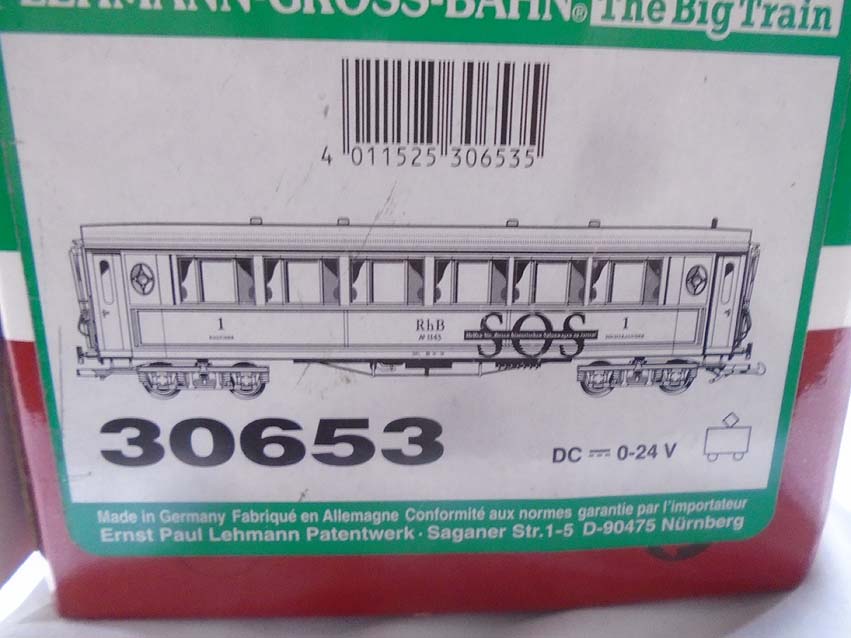 LEHMANN-GROSS-BAHN® The Big Train
4 011525 306535
1 RhB 1
Nº 1143
SOS
30653
DC 0-24 V
Made in Germany Fabriqué en Allemagne Conformité aux normes garantie par l'importateur
Ernst Paul Lehmann Patentwerk · Saganer Str.1-5 D-90475 Nürnberg